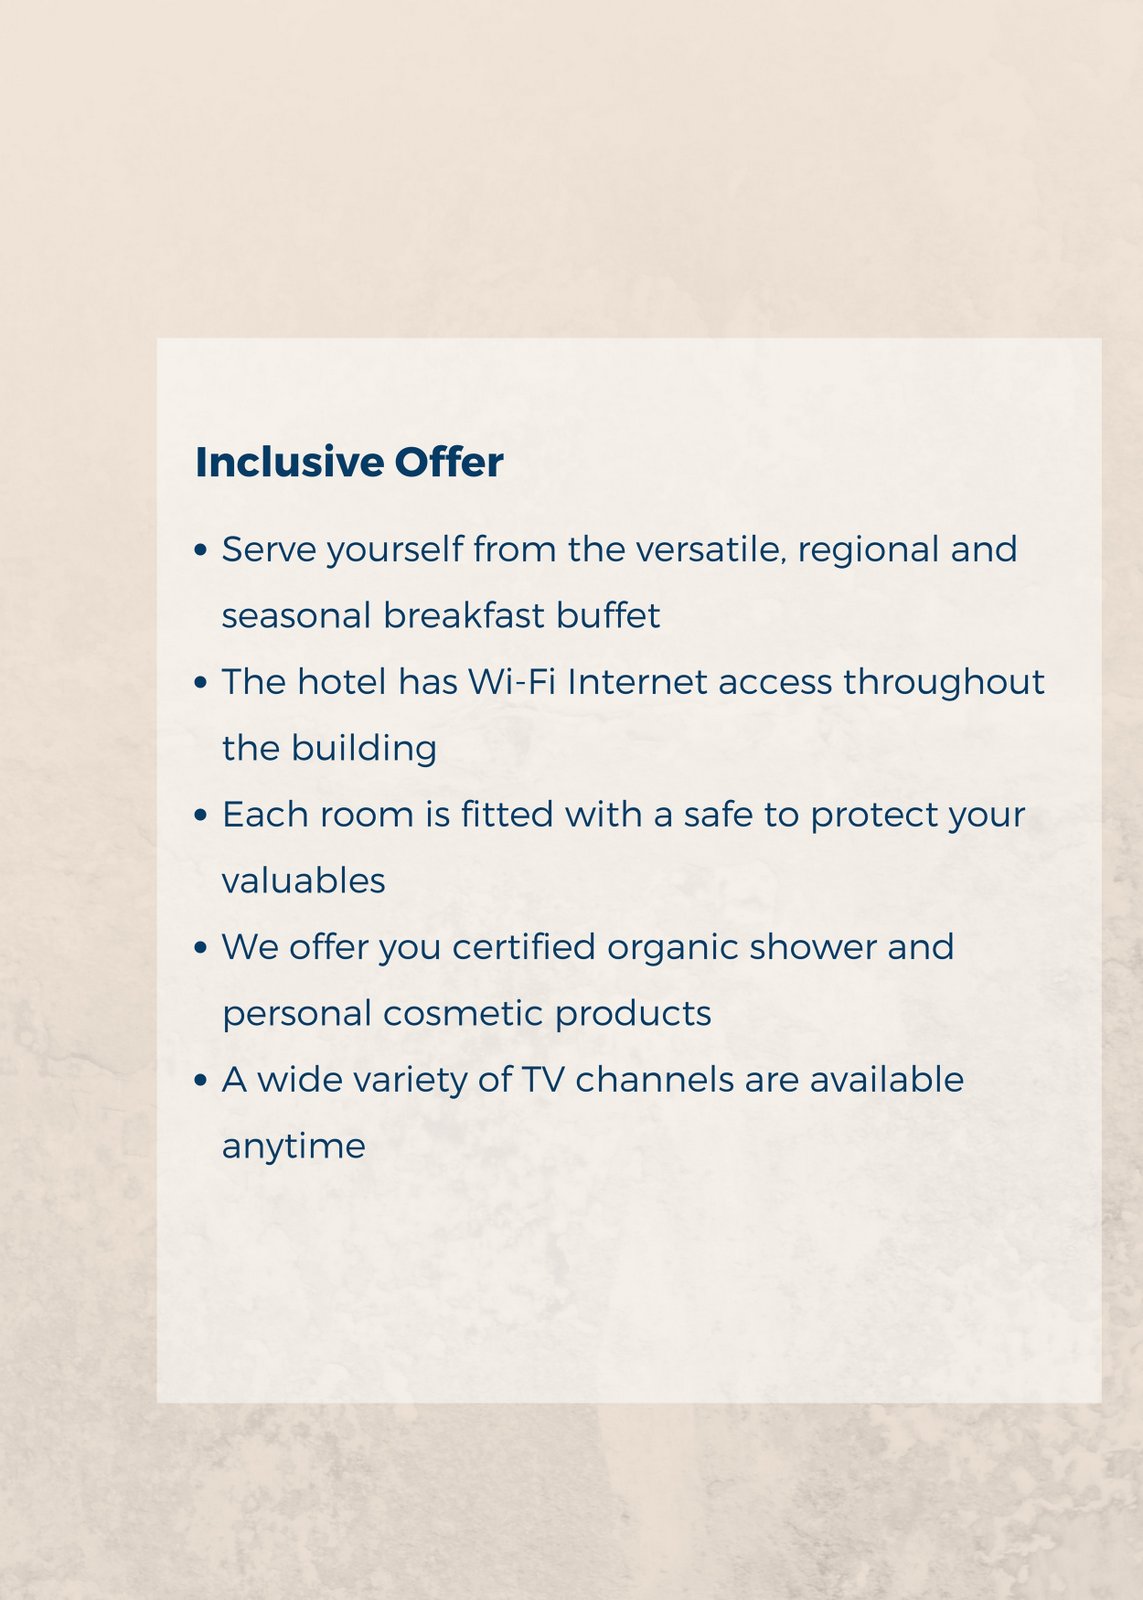 Inclusive Offer
• Serve yourself from the versatile, regional and
seasonal breakfast buffet
• The hotel has Wi-Fi Internet access throughout
the building
• Each room is fitted with a safe to protect your
valuables
• We offer you certified organic shower and
personal cosmetic products
• A wide variety of TV channels are available
anytime